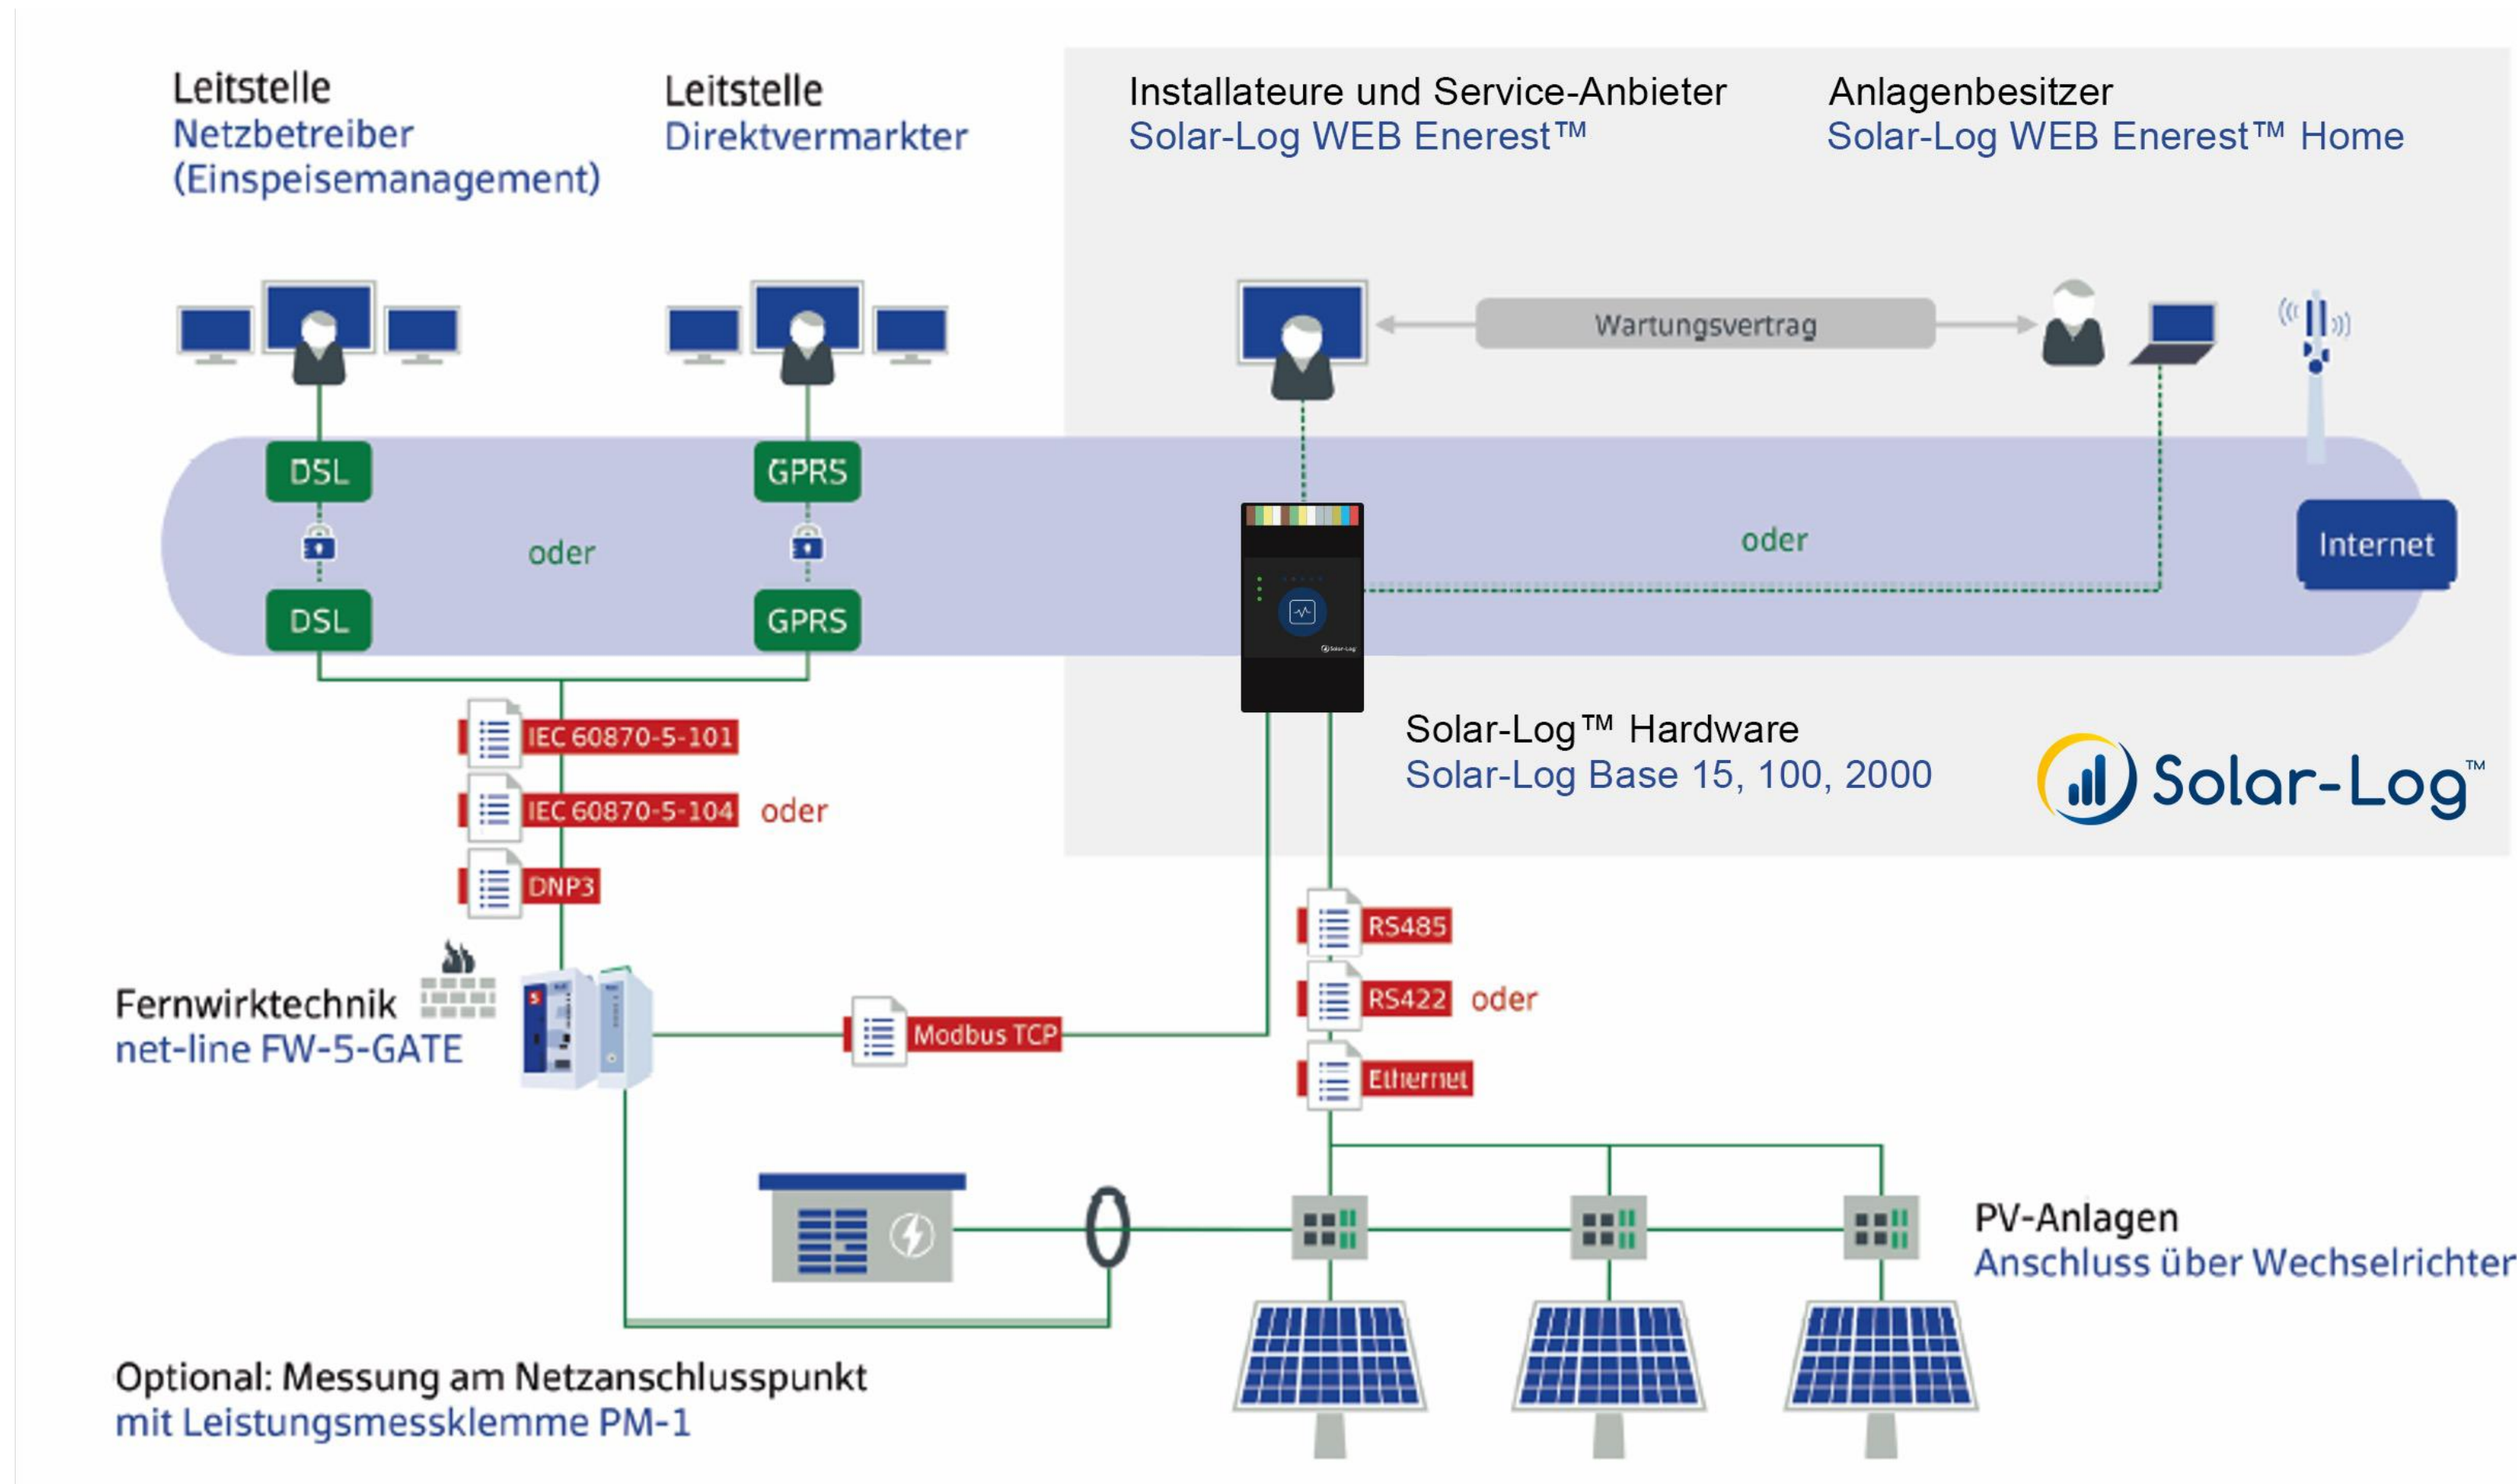 Leitstelle
Netzbetreiber
(Einspeisemanagement)
Leitstelle
Direktvermarkter
Installateure und Service-Anbieter
Solar-Log WEB Enerest™
Anlagenbesitzer
Solar-Log WEB Enerest™ Home
Wartungsvertrag
DSL
GPRS
oder
oder
Internet
DSL
GPRS
Solar-Log
IEC 60870-5-101
IEC 60870-5-104
oder
DNP3
Solar-Log™ Hardware
Solar-Log Base 15, 100, 2000
Solar-Log™
RS485
RS422
oder
Ethernet
Fernwirktechnik
net-line FW-5-GATE
S
Modbus TCP
PV-Anlagen
Anschluss über Wechselrichter
Optional: Messung am Netzanschlusspunkt
mit Leistungsmessklemme PM-1